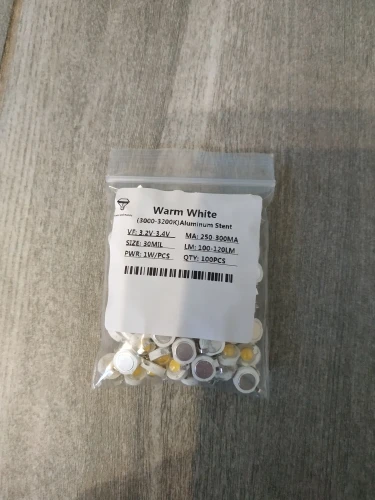 Warm White
(3000-3200K)Aluminum Stent
VF: 3.2V-3.4V MA: 250-300MA
SIZE: 30MIL LM: 100-120LM
PWR: 1W/PCS QTY: 100PCS